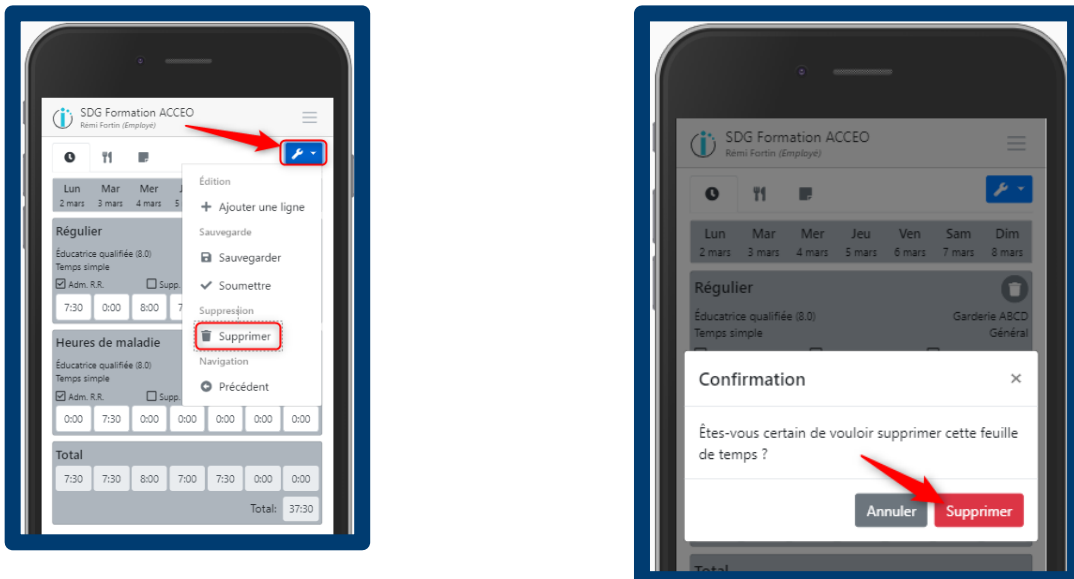 SDG Formation ACCEO
Rémi Fortin (Employé)
Lun Mar Mer J
2 mars 3 mars 4 mars 5
Régulier
Éducatrice qualifiée (8.0)
Temps simple
Adm. R.R. Supp.
7:30 0:00 8:00 7
Heures de maladie
Éducatrice qualifiée (8.0)
Temps simple
Adm. R.R. Supp.
0:00 7:30 0:00 0:00 0:00 0:00 0:00
Total
7:30 7:30 8:00 7:00 7:30 0:00 0:00
Total: 37:30
Édition
Ajouter une ligne
Sauvegarde
Sauvegarder
Soumettre
Suppression
Supprimer
Navigation
Précédent
SDG Formation ACCEO
Rémi Fortin (Employé)
Lun Mar Mer Jeu Ven Sam Dim
2 mars 3 mars 4 mars 5 mars 6 mars 7 mars 8 mars
Régulier
Éducatrice qualifiée (8.0) Garderie ABCD
Temps simple Général
Confirmation ×
Êtes-vous certain de vouloir supprimer cette feuille
de temps ?
Annuler Supprimer
Total